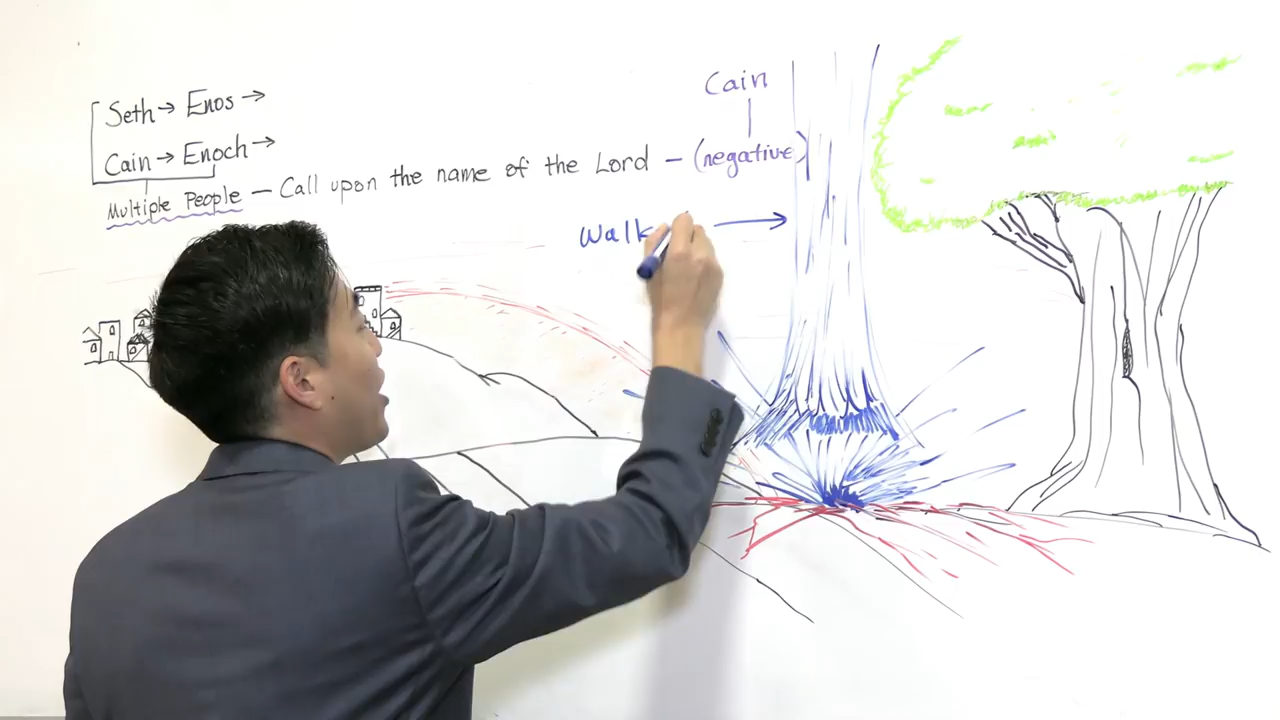 Seth → Enos →
Cain → Enoch →
Multiple People — Call upon the name of the Lord — (negative)
Cain
Walk →